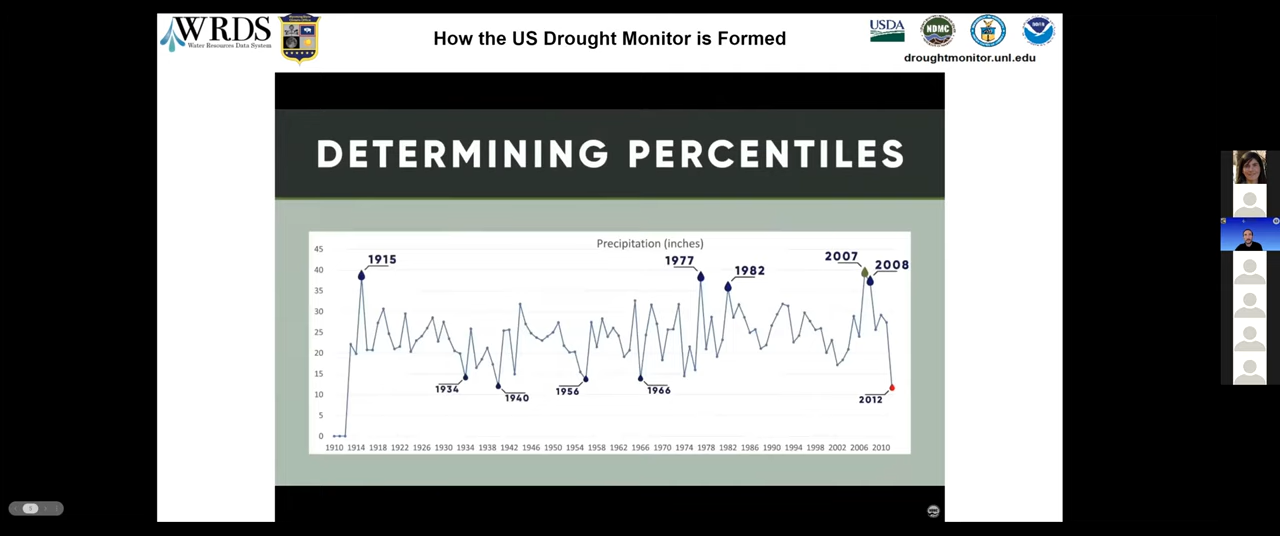 WRDS
Water Resources Data System
How the US Drought Monitor is Formed
USDA
NDMC
droughtmonitor.unl.edu
DETERMINING PERCENTILES
Precipitation (inches)
45
40
35
30
25
20
15
10
5
0
1915
1977
1982
2007
2008
1934
1940
1956
1966
2012
1910 1914 1918 1922 1926 1930 1934 1938 1942 1946 1950 1954 1958 1962 1966 1970 1974 1978 1982 1986 1990 1994 1998 2002 2006 2010